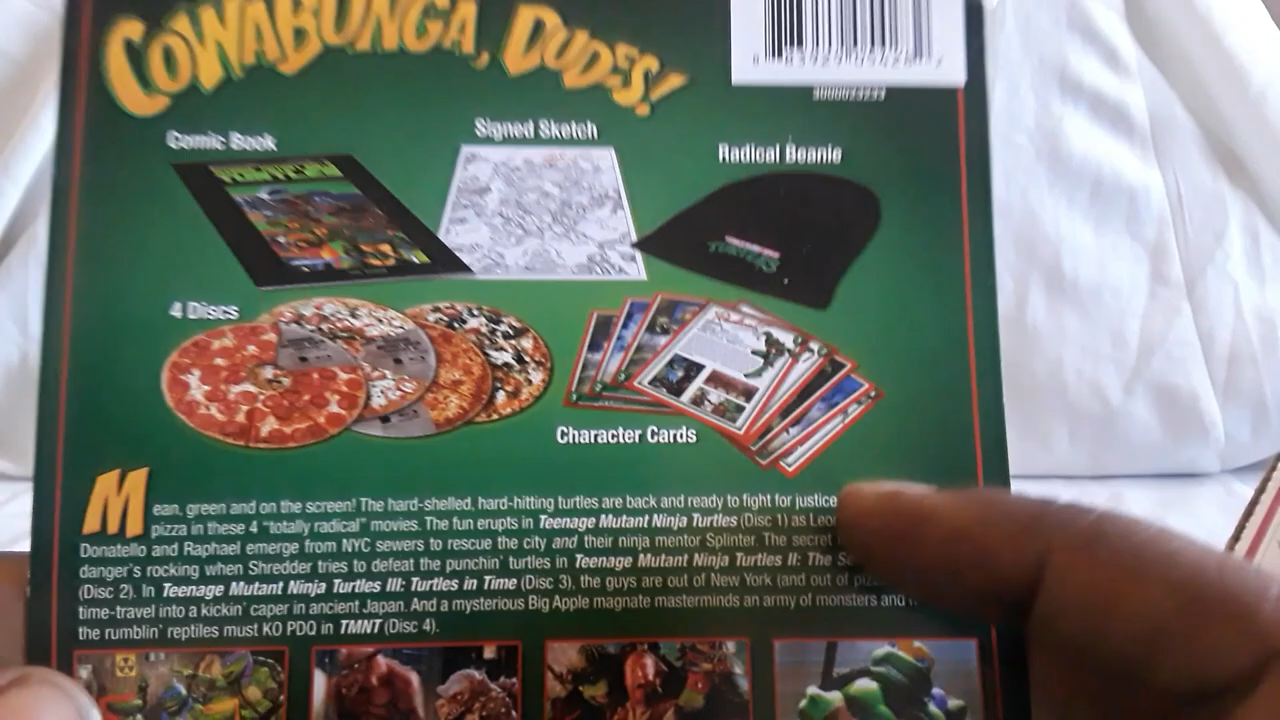 COWABUNGA, DUDES!
3000023233
Comic Book
Signed Sketch
Radical Beanie
TURTLES
4 Discs
Character Cards
Mean, green and on the screen! The hard-shelled, hard-hitting turtles are back and ready to fight for justice
pizza in these 4 “totally radical” movies. The fun erupts in Teenage Mutant Ninja Turtles (Disc 1) as
Donatello and Raphael emerge from NYC sewers to rescue the city and their ninja mentor Splinter. The secret
danger’s rocking when Shredder tries to defeat the punchin’ turtles in Teenage Mutant Ninja Turtles II: The
(Disc 2). In Teenage Mutant Ninja Turtles III: Turtles in Time (Disc 3), the guys are out of New York (and out of
time-travel into a kickin’ caper in ancient Japan. And a mysterious Big Apple magnate masterminds an army of monsters and
the rumblin’ reptiles must KO PDQ in TMNT (Disc 4).